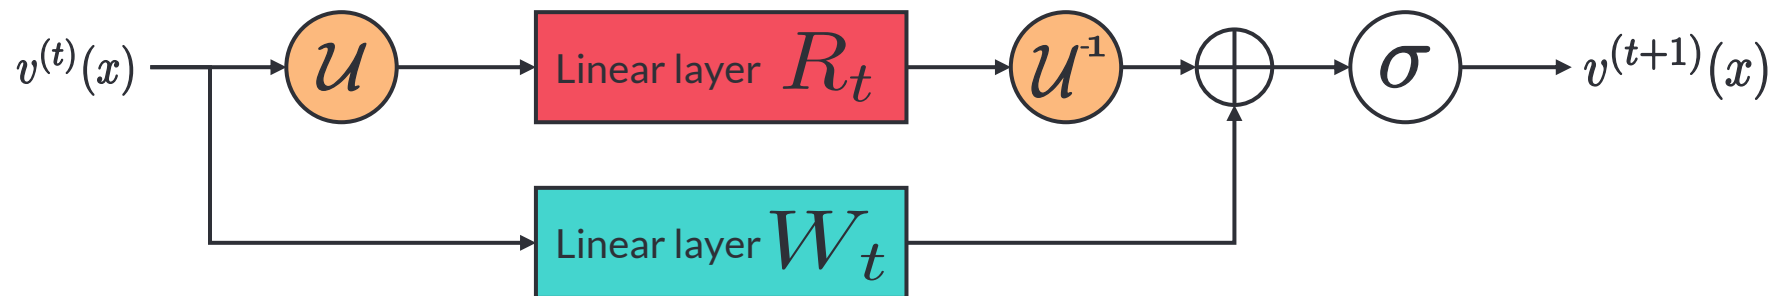 v^{(t)}(x) 𝒰 Linear layer R_t 𝒰^{-1} σ v^{(t+1)}(x)
Linear layer W_t